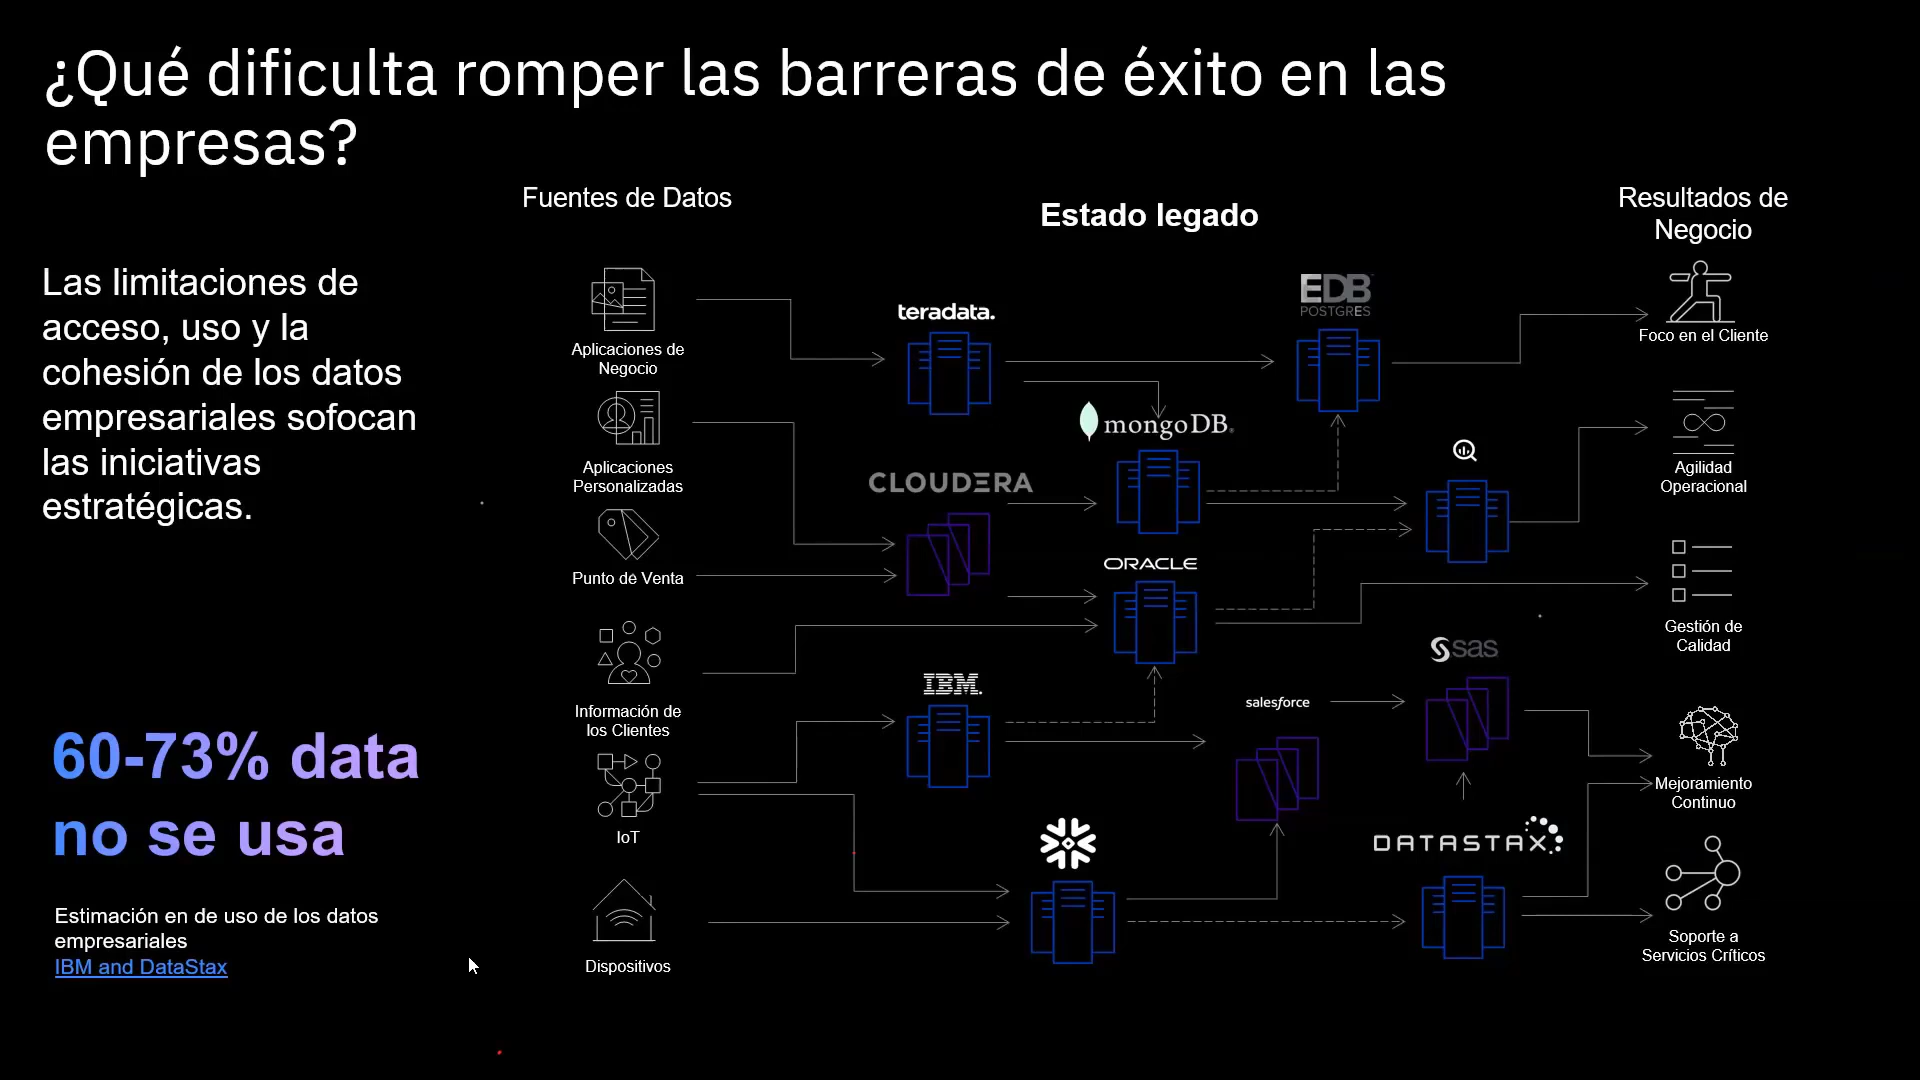 ¿Qué dificulta romper las barreras de éxito en las
empresas?
Las limitaciones de
acceso, uso y la
cohesión de los datos
empresariales sofocan
las iniciativas
estratégicas.
60-73% data
no se usa
Estimación en de uso de los datos
empresariales
IBM and DataStax
Fuentes de Datos
Aplicaciones de
Negocio
Aplicaciones
Personalizadas
Punto de Venta
Información de
los Clientes
IoT
Dispositivos
Estado legado
teradata.
EDB
POSTGRES
mongoDB.
CLOUDERA
ORACLE
IBM.
salesforce
sas
DATASTAX
Resultados de
Negocio
Foco en el Cliente
Agilidad
Operacional
Gestión de
Calidad
Mejoramiento
Continuo
Soporte a
Servicios Críticos